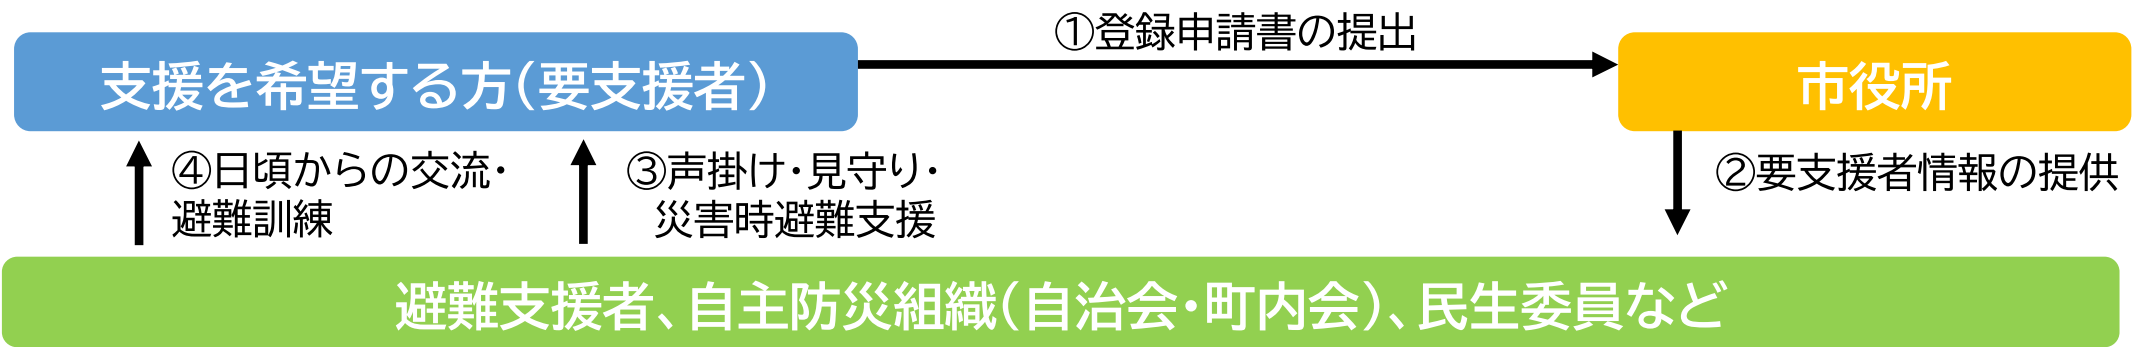 ①登録申請書の提出
支援を希望する方（要支援者）
市役所
④日頃からの交流・
避難訓練
③声掛け・見守り・
災害時避難支援
②要支援者情報の提供
避難支援者、自主防災組織（自治会・町内会）、民生委員など